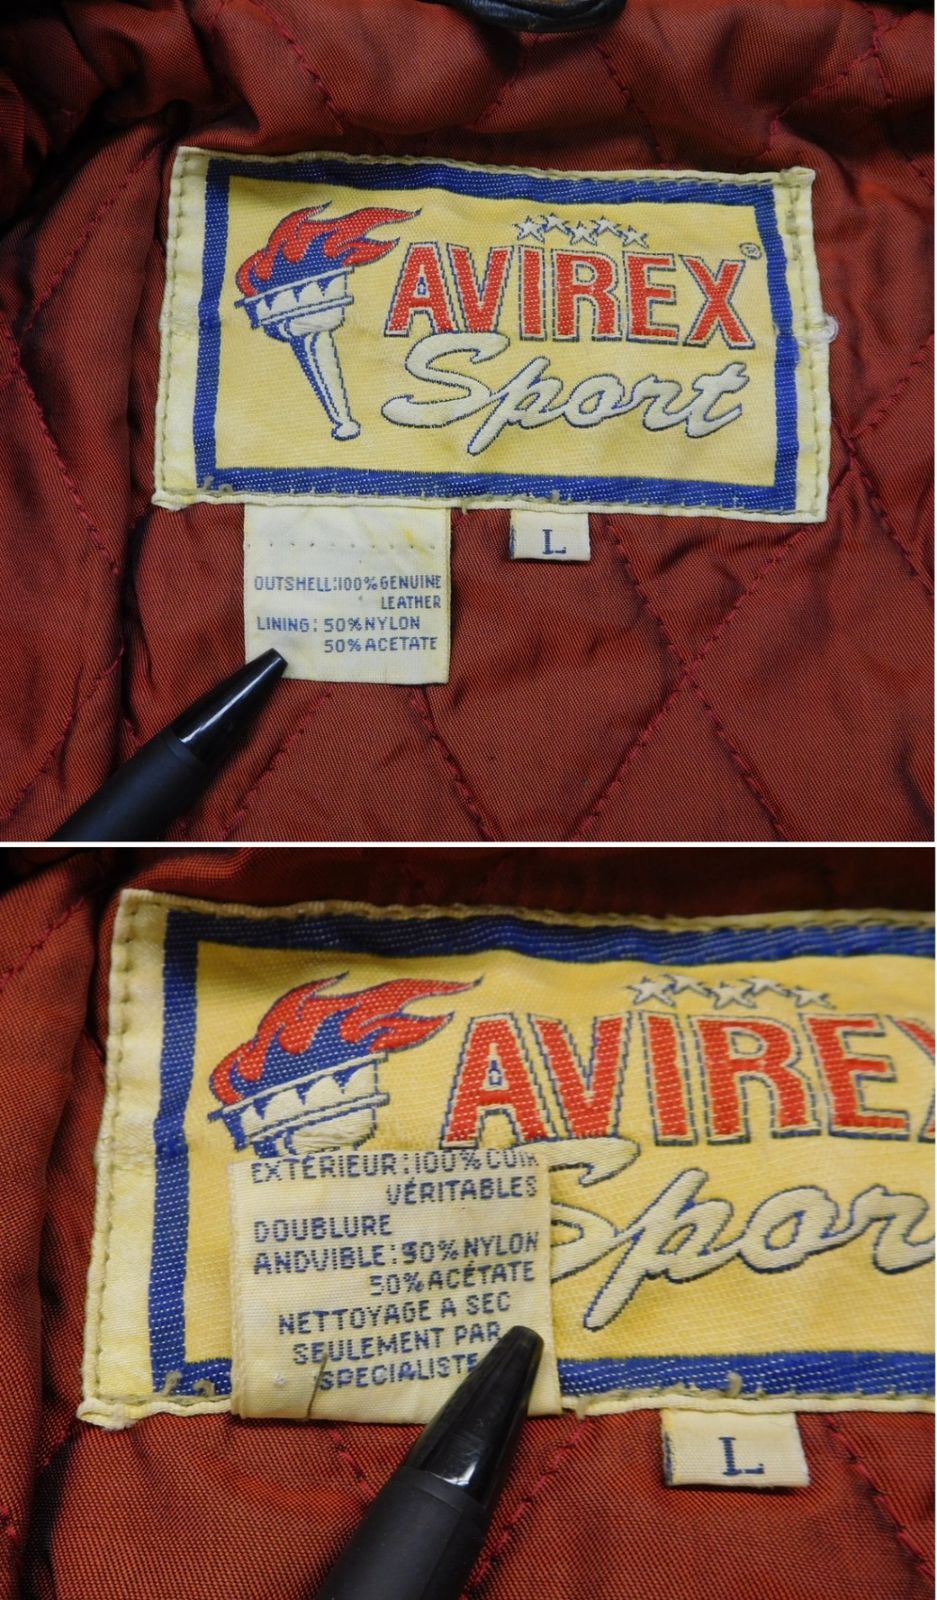 AVIREX®
Sport
L
OUTSHELL:100%GENUINE
LEATHER
LINING: 50%NYLON
50%ACETATE
AVIREX
Sport
EXTÉRIEUR:100%CUIR
VÉRITABLES
DOUBLURE
ANDVIBLE:50%NYLON
50%ACÉTATE
NETTOYAGE A SEC
SEULEMENT PAR
SPECIALISTE
L